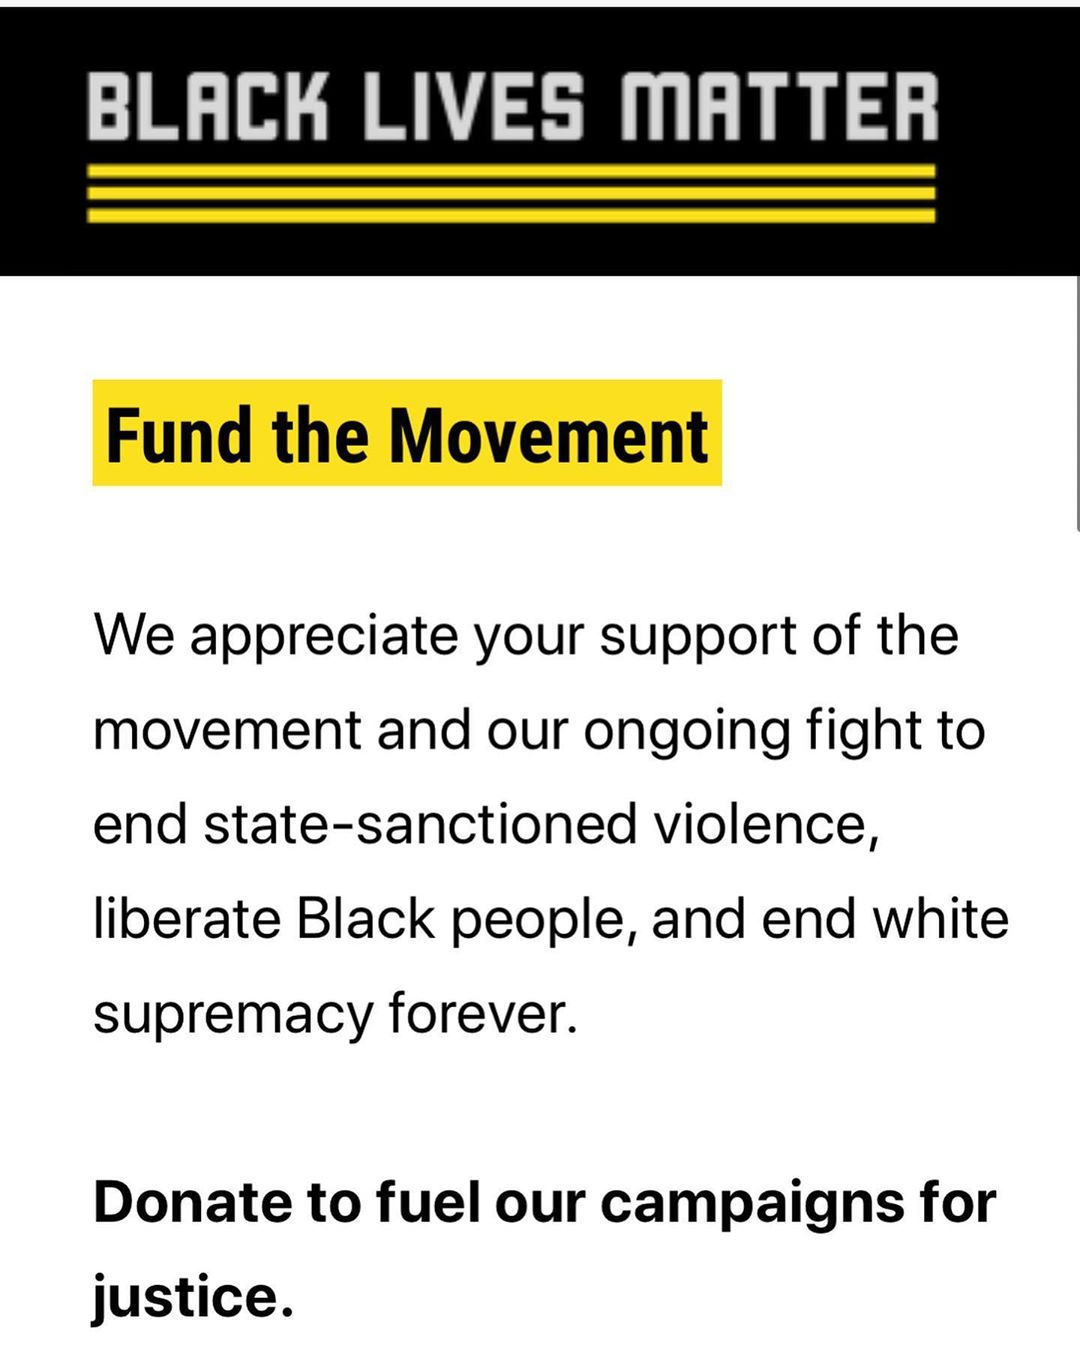 BLACK LIVES MATTER
Fund the Movement
We appreciate your support of the
movement and our ongoing fight to
end state-sanctioned violence,
liberate Black people, and end white
supremacy forever.
Donate to fuel our campaigns for
justice.